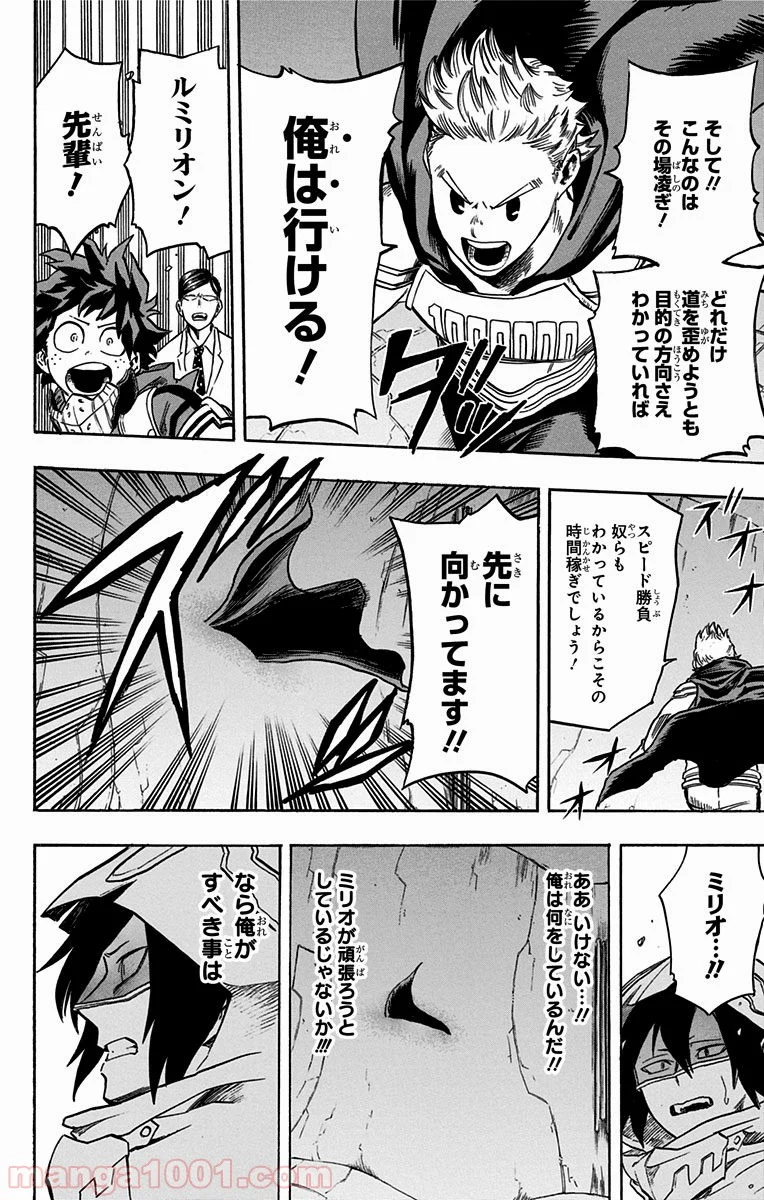 そして!!
こんなのは
その場凌ぎ!
どれだけ
道を歪めようとも
目的の方向さえ
わかっていれば
俺は行ける!
ルミリオン!
先輩!
1000000
ダッ
スピード勝負
奴らも
わかっているからこその
時間稼ぎでしょう!
先に
向かってます!!
ミリオ…!!
ああ いけない…!!
俺は何をしているんだ!!
ミリオが頑張ろうと
しているじゃないか!!!
なら俺が
すべき事は
manga1001.com